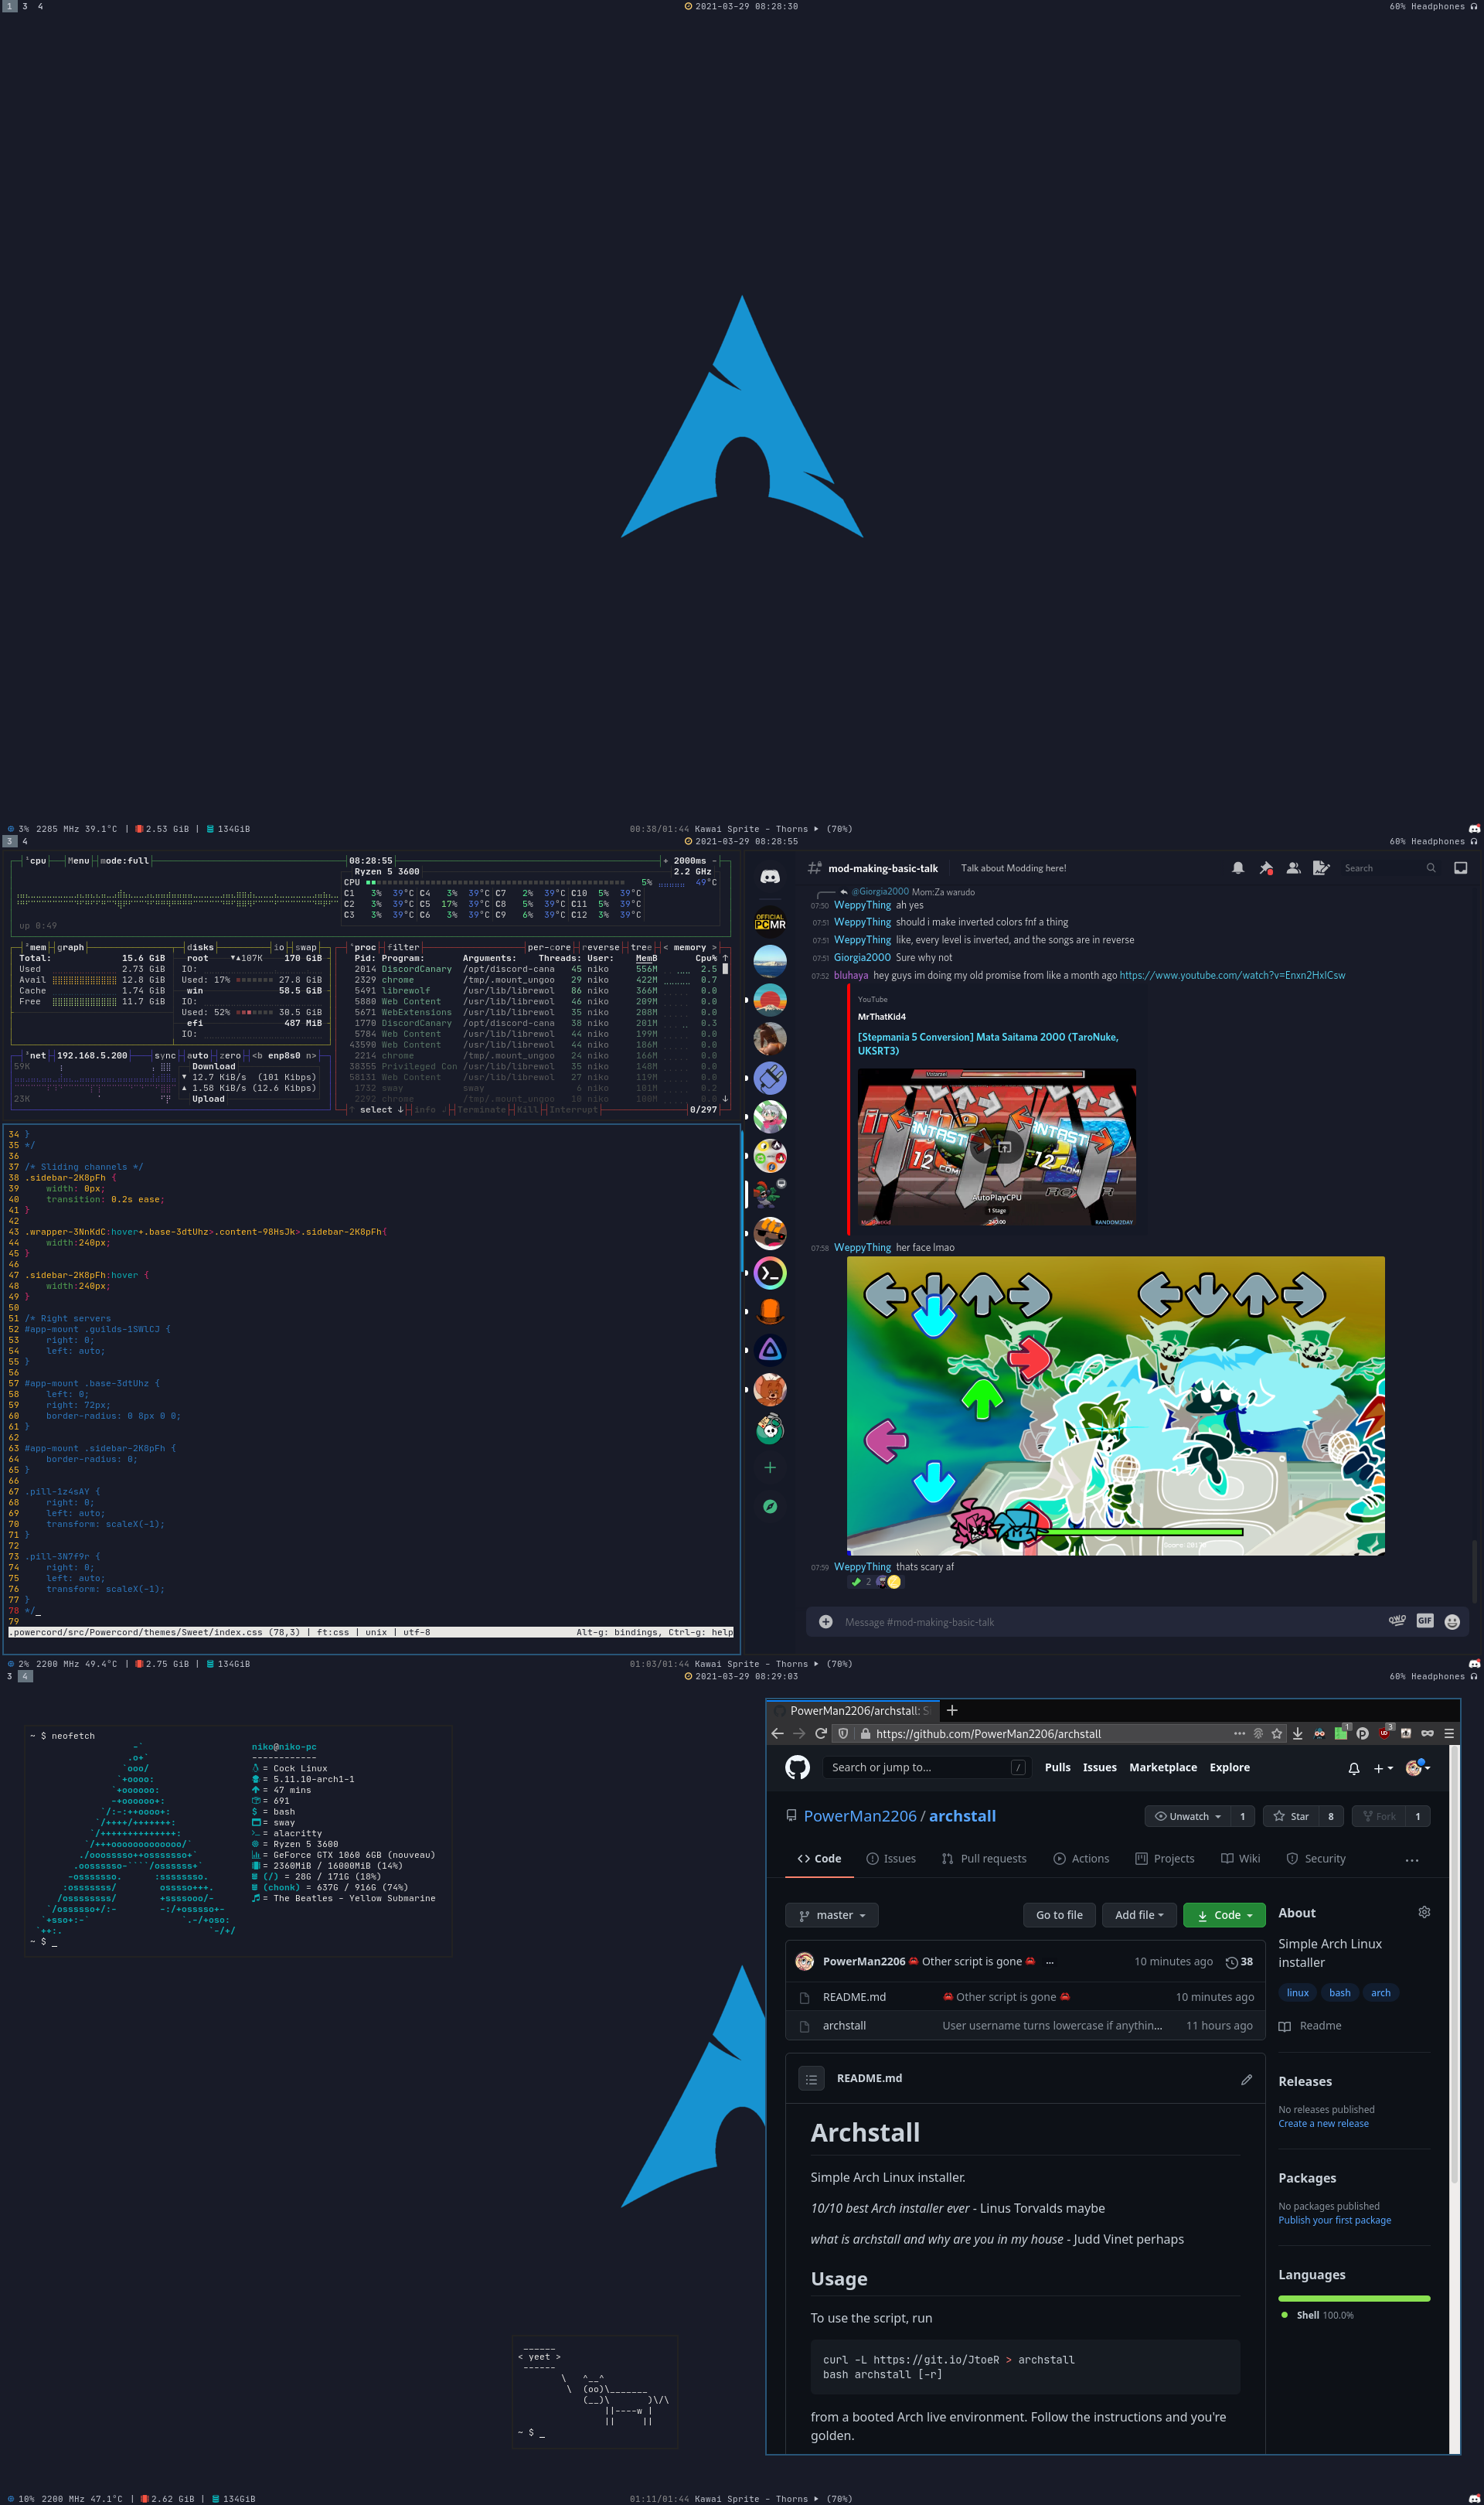 1 3 4
2021-03-29 08:28:30
60% Headphones
3% 2285 MHz 39.1°C | 2.53 GiB | 134GiB
00:38/01:44 Kawai Sprite - Thorns (70%)
3 4
2021-03-29 08:28:55
60% Headphones
cpu Menu mode:full 08:28:55 + 2000ms -
Ryzen 5 3600 2.2 GHz
CPU 5% 49°C
C1 3% 39°C C4 3% 39°C C7 2% 39°C C10 5% 39°C
C2 3% 39°C C5 17% 39°C C8 5% 39°C C11 5% 39°C
C3 3% 39°C C6 3% 39°C C9 6% 39°C C12 3% 39°C
up 0:49
mem graph
Total: 15.6 GiB
Used 2.73 GiB
Avail 12.8 GiB
Cache 1.74 GiB
Free 11.7 GiB
disks io swap
root ▼▲107K 170 GiB
IO:
Used: 17% 27.8 GiB
win 58.5 GiB
IO:
Used: 52% 30.5 GiB
efi 487 MiB
IO:
net 192.168.5.200 sync auto zero <b enp8s0 n>
59K
Download
▼ 12.7 KiB/s (101 Kibps)
▲ 1.58 KiB/s (12.6 Kibps)
23K
Upload
proc filter per-core reverse tree < memory >
Pid: Program: Arguments: Threads: User: MemB Cpu% ↑
2014 DiscordCanary /opt/discord-cana 45 niko 556M 2.5
2329 chrome /tmp/.mount_ungoo 29 niko 422M 0.7
5491 librewolf /usr/lib/librewol 86 niko 366M 0.0
5880 Web Content /usr/lib/librewol 46 niko 209M 0.0
5671 WebExtensions /usr/lib/librewol 35 niko 208M 0.0
1770 DiscordCanary /opt/discord-cana 38 niko 201M 0.3
5784 Web Content /usr/lib/librewol 44 niko 199M 0.0
43590 Web Content /usr/lib/librewol 44 niko 186M 0.0
2214 chrome /tmp/.mount_ungoo 24 niko 166M 0.0
38355 Privileged Con /usr/lib/librewol 35 niko 148M 0.0
58131 Web Content /usr/lib/librewol 27 niko 119M 0.0
1732 sway sway 6 niko 101M 0.2
2292 chrome /tmp/.mount_ungoo 10 niko 100M 0.0 ↓
↑ select ↓ info ↲ Terminate Kill Interrupt 0/297
34 }
35 */
36
37 /* Sliding channels */
38 .sidebar-2K8pFh {
39 width: 0px;
40 transition: 0.2s ease;
41 }
42
43 .wrapper-3NnKdC:hover+.base-3dtUhz>.content-98HsJk>.sidebar-2K8pFh{
44 width:240px;
45 }
46
47 .sidebar-2K8pFh:hover {
48 width:240px;
49 }
50
51 /* Right servers
52 #app-mount .guilds-1SWlCJ {
53 right: 0;
54 left: auto;
55 }
56
57 #app-mount .base-3dtUhz {
58 left: 0;
59 right: 72px;
60 border-radius: 0 8px 0 0;
61 }
62
63 #app-mount .sidebar-2K8pFh {
64 border-radius: 0;
65 }
66
67 .pill-1z4sAY {
68 right: 0;
69 left: auto;
70 transform: scaleX(-1);
71 }
72
73 .pill-3N7f9r {
74 right: 0;
75 left: auto;
76 transform: scaleX(-1);
77 }
78 */_
79
.powercord/src/Powercord/themes/Sweet/index.css (78,3) | ft:css | unix | utf-8 Alt-g: bindings, Ctrl-g: help
OFFICIAL
PCMR
mod-making-basic-talk Talk about Modding here! Search
@Giorgia2000 Mom:Za warudo
07:50 WeppyThing ah yes
07:51 WeppyThing should i make inverted colors fnf a thing
07:51 WeppyThing like, every level is inverted, and the songs are in reverse
07:51 Giorgia2000 Sure why not
07:52 bluhaya hey guys im doing my old promise from like a month ago https://www.youtube.com/watch?v=Enxn2HxlCsw
YouTube
MrThatKid4
[Stepmania 5 Conversion] Mata Saitama 2000 (TaroNuke,
UKSRT3)
FANTASTIC FANTASTIC
12 12
AutoPlayCPU
1 Stage
240.00
RANDOM2DAY
07:58 WeppyThing her face lmao
07:59 WeppyThing thats scary af
2
Message #mod-making-basic-talk GIF
2% 2200 MHz 49.4°C | 2.75 GiB | 134GiB
01:03/01:44 Kawai Sprite - Thorns (70%)
3 4
2021-03-29 08:29:03
60% Headphones
~ $ neofetch
niko@niko-pc
------------
= Cock Linux
= 5.11.10-arch1-1
= 47 mins
= 691
$ = bash
= sway
= alacritty
= Ryzen 5 3600
= GeForce GTX 1060 6GB (nouveau)
= 2360MiB / 16000MiB (14%)
(/) = 28G / 171G (18%)
(chonk) = 637G / 916G (74%)
= The Beatles - Yellow Submarine
~ $ _
< yeet >
~ $ _
PowerMan2206/archstall: S
https://github.com/PowerMan2206/archstall
Search or jump to... / Pulls Issues Marketplace Explore
PowerMan2206 / archstall
Unwatch 1 Star 8 Fork 1
Code Issues Pull requests Actions Projects Wiki Security ...
master Go to file Add file Code
PowerMan2206 Other script is gone ... 10 minutes ago 38
README.md Other script is gone 10 minutes ago
archstall User username turns lowercase if anythin... 11 hours ago
README.md
Archstall
Simple Arch Linux installer.
10/10 best Arch installer ever - Linus Torvalds maybe
what is archstall and why are you in my house - Judd Vinet perhaps
Usage
To use the script, run
curl -L https://git.io/JtoeR > archstall
bash archstall [-r]
from a booted Arch live environment. Follow the instructions and you're
golden.
About
Simple Arch Linux
installer
linux bash arch
Readme
Releases
No releases published
Create a new release
Packages
No packages published
Publish your first package
Languages
Shell 100.0%
10% 2200 MHz 47.1°C | 2.62 GiB | 134GiB
01:11/01:44 Kawai Sprite - Thorns (70%)